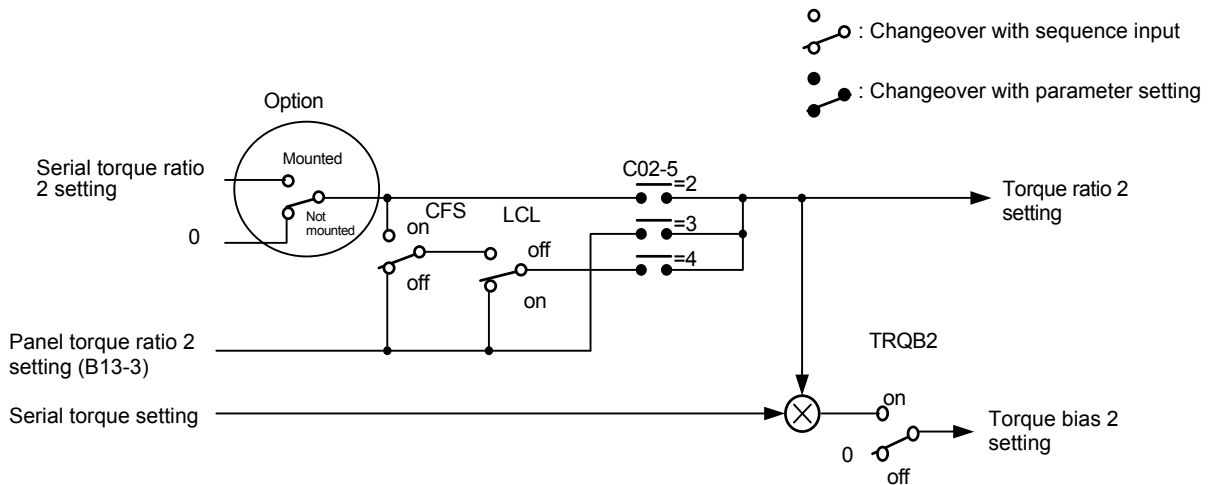 : Changeover with sequence input
: Changeover with parameter setting
Option
Serial torque ratio
2 setting
Mounted
Not
mounted
0
C02-5
=2
Torque ratio 2
setting
CFS
LCL
on
off
=3
off
on
=4
Panel torque ratio 2
setting (B13-3)
TRQB2
Serial torque setting
on
Torque bias 2
setting
0
off